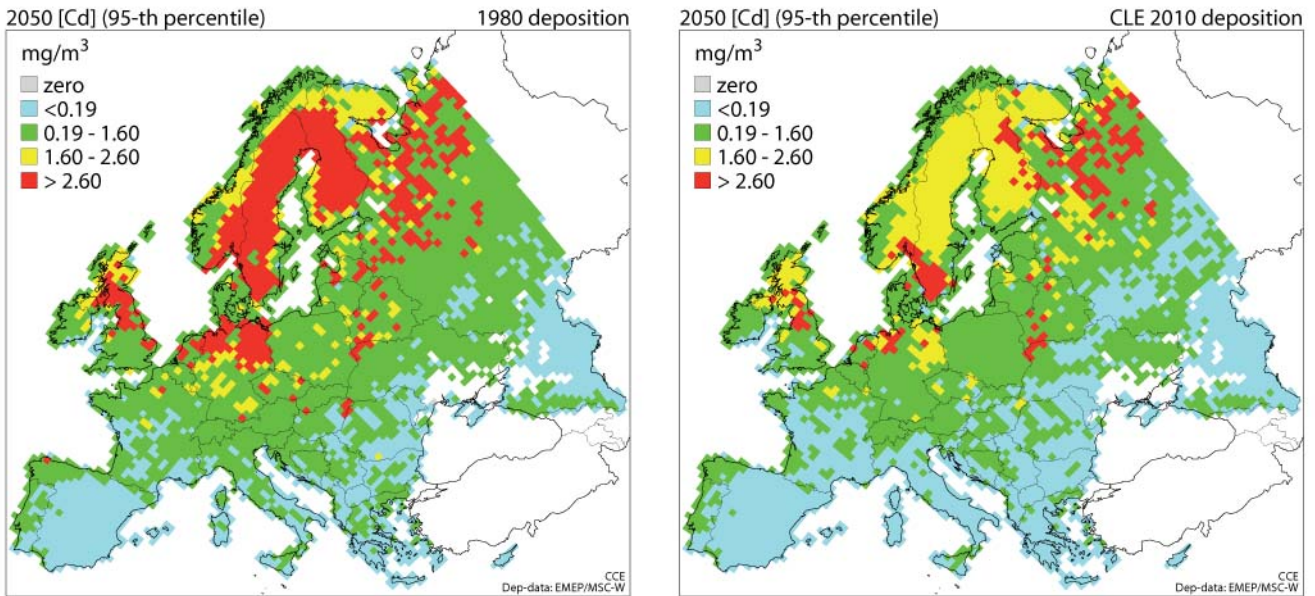 2050 [Cd] (95-th percentile) 1980 deposition
mg/m³
zero
<0.19
0.19 - 1.60
1.60 - 2.60
> 2.60
CCE
Dep-data: EMEP/MSC-W
2050 [Cd] (95-th percentile) CLE 2010 deposition
mg/m³
zero
<0.19
0.19 - 1.60
1.60 - 2.60
> 2.60
CCE
Dep-data: EMEP/MSC-W